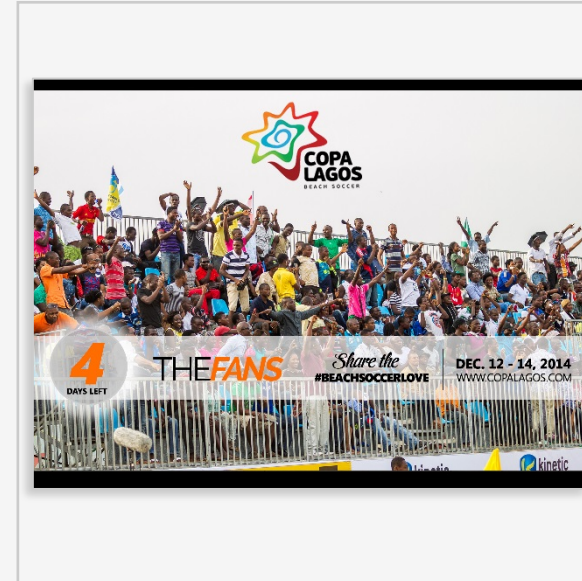 COPA
LAGOS
BEACH SOCCER
4
DAYS LEFT
THEFANS
Share the
#BEACHSOCCERLOVE
DEC. 12 - 14, 2014
WWW.COPALAGOS.COM
kinetic
kinetic